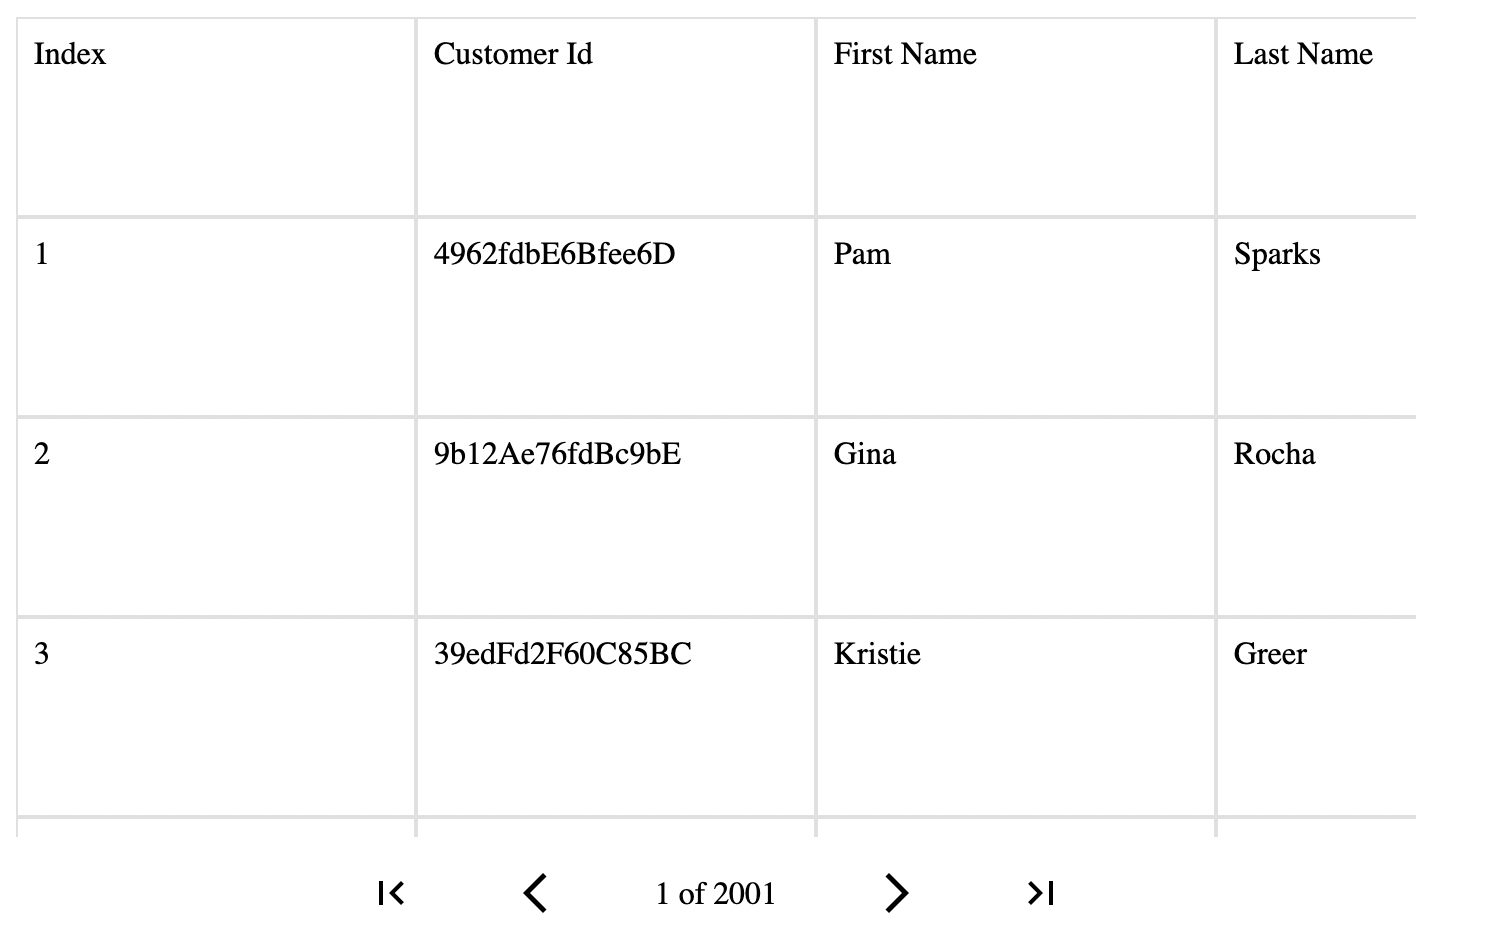 Index Customer Id First Name Last Name
1 4962fdbE6Bfee6D Pam Sparks
2 9b12Ae76fdBc9bE Gina Rocha
3 39edFd2F60C85BC Kristie Greer
1 of 2001